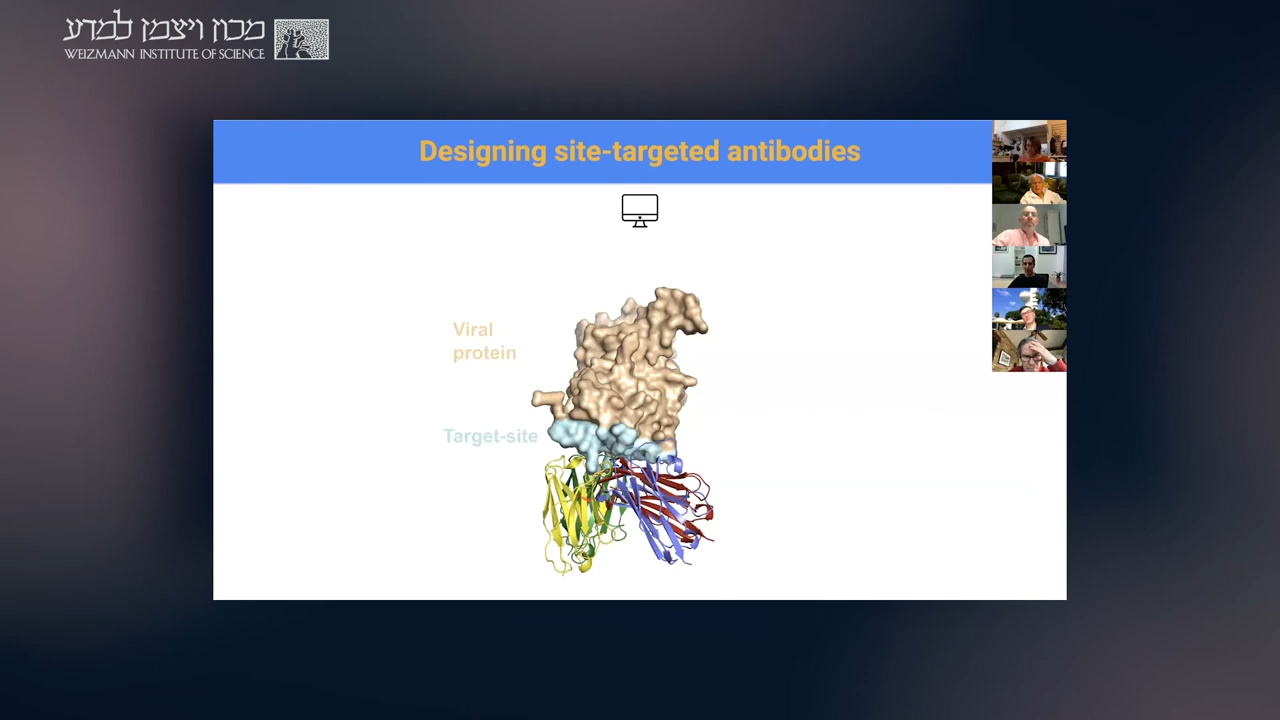 מכון ויצמן למדע
WEIZMANN INSTITUTE OF SCIENCE
Designing site-targeted antibodies
Viral
protein
Target-site